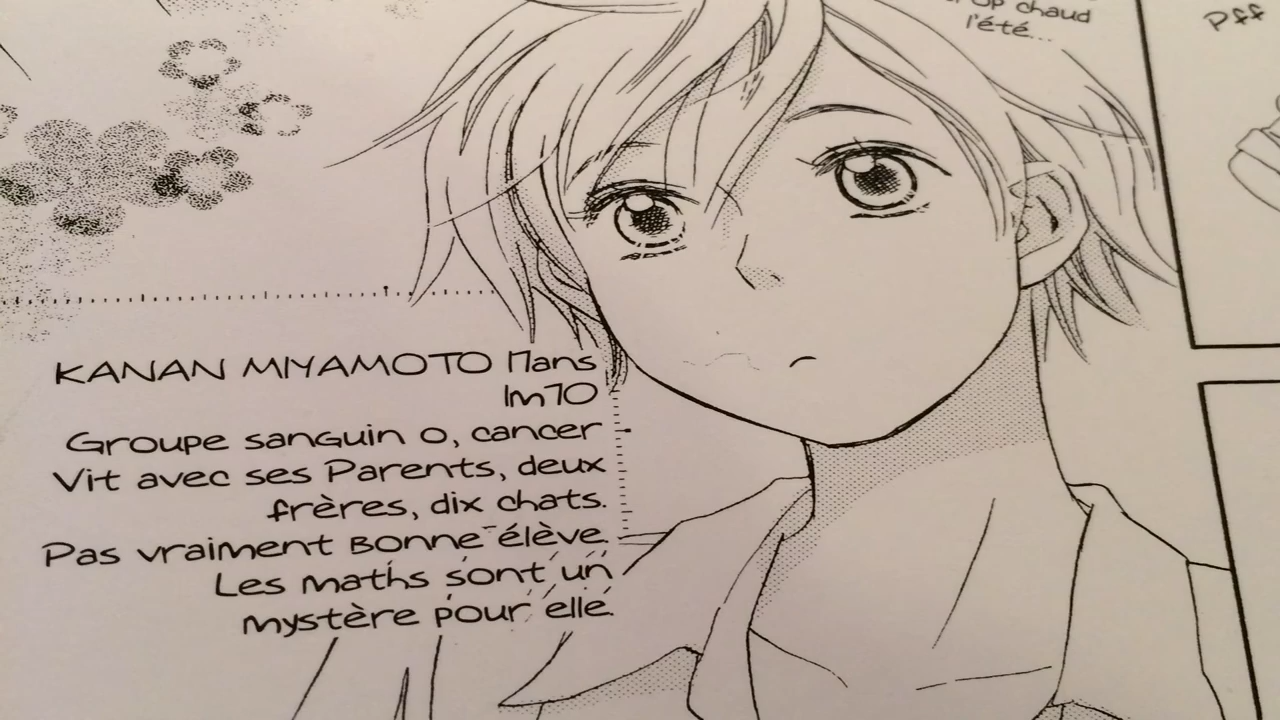 chaud
l'été...
Pff
KANAN MIYAMOTO 17ans
1m70
Groupe sanguin O, cancer
Vit avec ses Parents, deux
frères, dix chats.
Pas vraiment Bonne élève.
Les maths sont un
mystère pour elle.